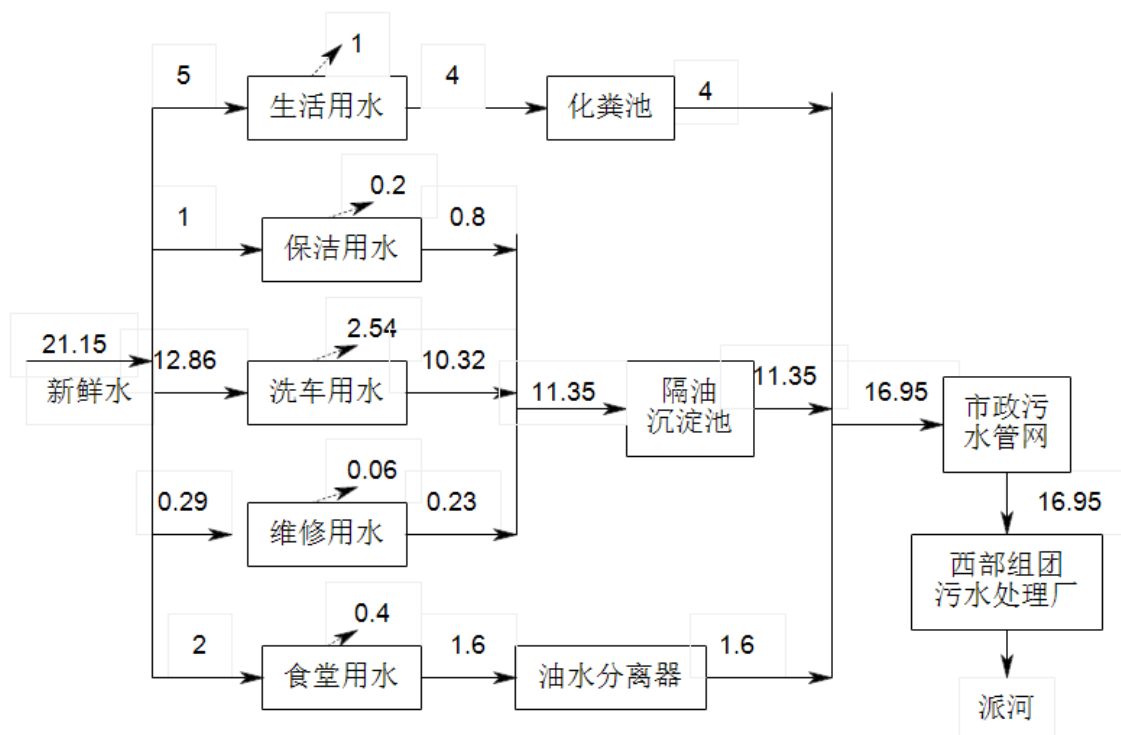 1
5
生活用水
4
化粪池
4
0.2
1
保洁用水
0.8
21.15
新鲜水
2.54
12.86
洗车用水
10.32
11.35
隔油
沉淀池
11.35
16.95
市政污
水管网
0.06
0.29
维修用水
0.23
16.95
西部组团
污水处理厂
0.4
2
食堂用水
1.6
油水分离器
1.6
派河